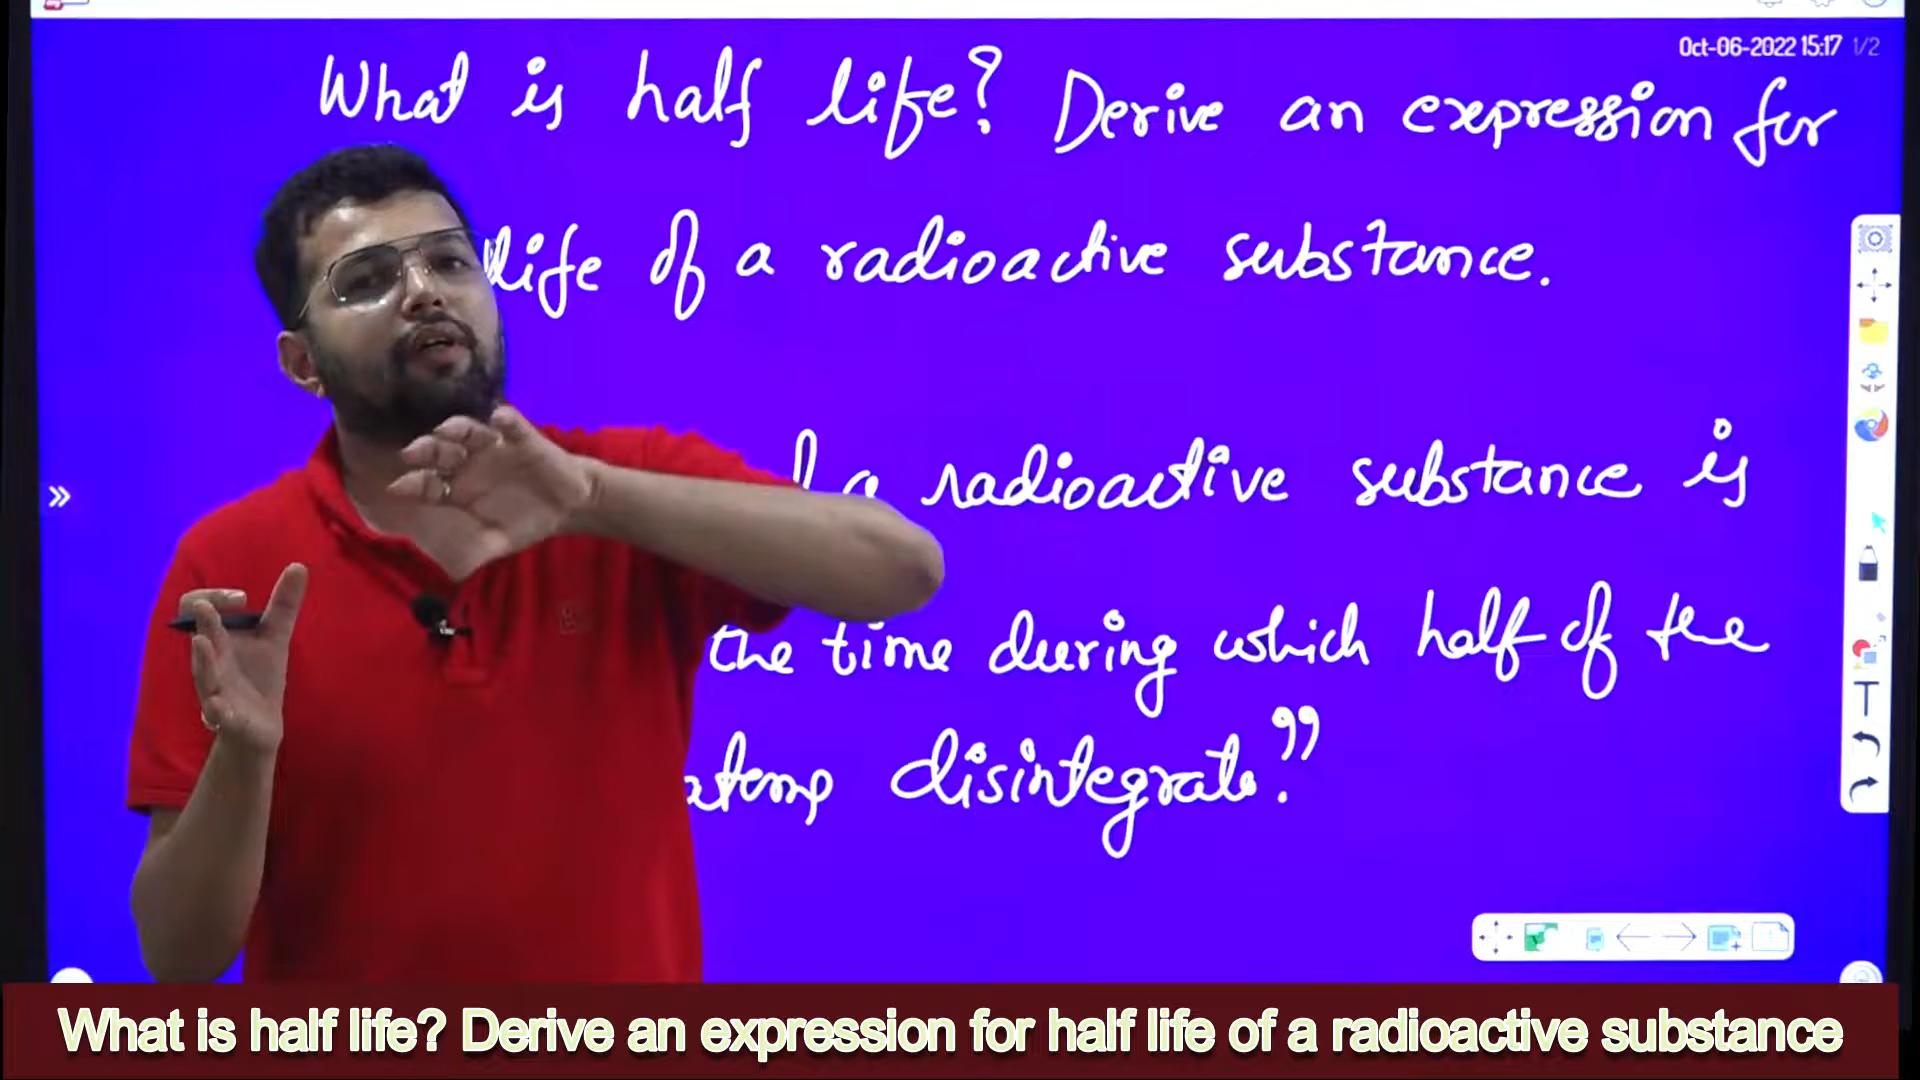 Oct-06-2022 15:17 1/2
What is half life? Derive an expression for
life of a radioactive substance.
a radioactive substance is
the time during which half of the
atoms disintegrate."
What is half life? Derive an expression for half life of a radioactive substance